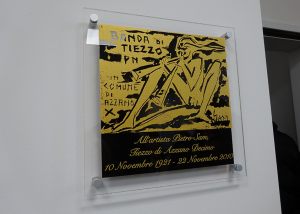 BANDA DI
TIEZZO
PN
IN
COMUNE
DI
AZZANO
X
All'artista Pietro Sam,
Tiezzo di Azzano Decimo
10 Novembre 1921 - 22 Novembre 2010